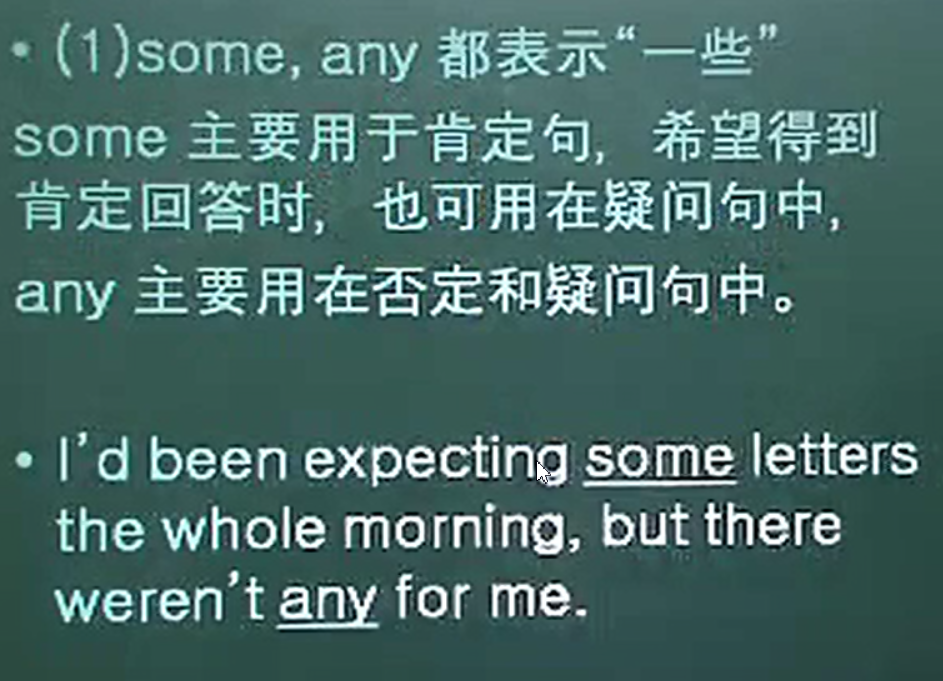 • (1)some, any 都表示“一些”
some 主要用于肯定句, 希望得到
肯定回答时, 也可用在疑问句中,
any 主要用在否定和疑问句中。
• I’d been expecting some letters
the whole morning, but there
weren’t any for me.